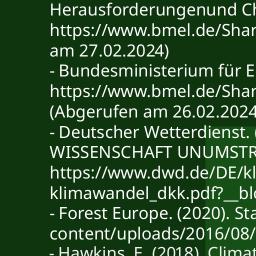 Herausforderungenund Ch
https://www.bmel.de/Shar
am 27.02.2024)
- Bundesministerium für E
https://www.bmel.de/Shar
(Abgerufen am 26.02.2024
- Deutscher Wetterdienst. (
WISSENSCHAFT UNUMSTR
https://www.dwd.de/DE/kl
klimawandel_dkk.pdf?__blo
- Forest Europe. (2020). Sta
content/uploads/2016/08/
- Hawkins, E. (2018). Climat